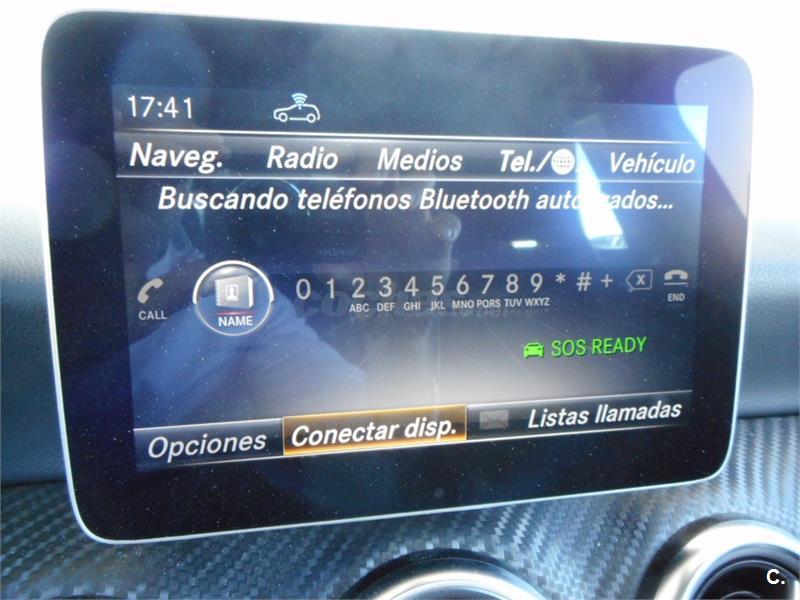 17:41
Naveg. Radio Medios Tel./ Vehículo
Buscando teléfonos Bluetooth autorizados...
CALL NAME 0 1 2 3 4 5 6 7 8 9 * # + X END
ABC DEF GHI JKL MNO PQRS TUV WXYZ
SOS READY
Opciones Conectar disp. Listas llamadas
C.